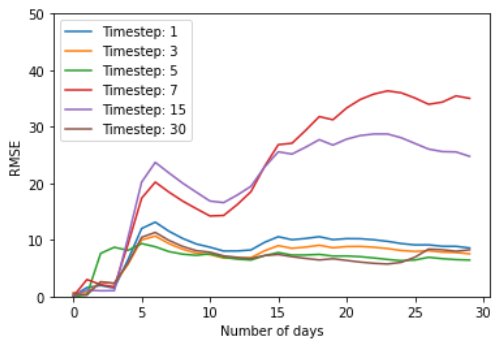 50
40
30
20
10
0
RMSE
Timestep: 1
Timestep: 3
Timestep: 5
Timestep: 7
Timestep: 15
Timestep: 30
0 5 10 15 20 25 30
Number of days